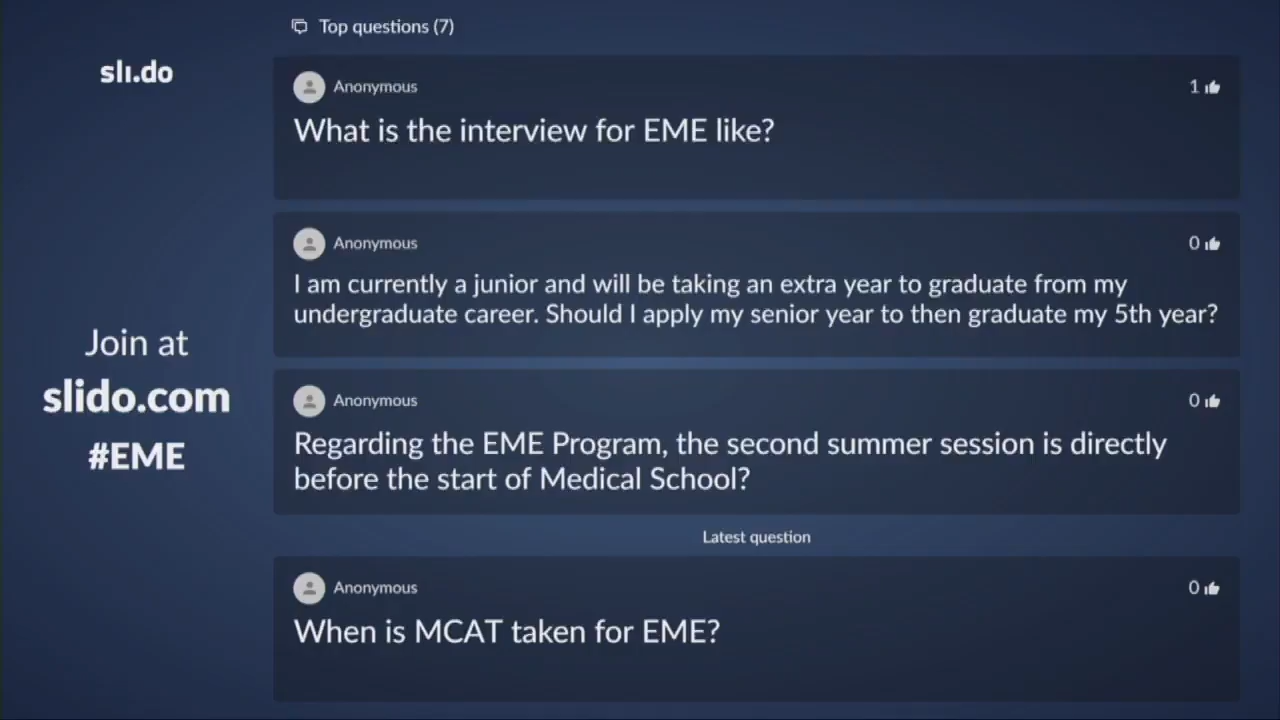 Top questions (7)
sli.do
Anonymous
1
What is the interview for EME like?
Anonymous
0
I am currently a junior and will be taking an extra year to graduate from my
undergraduate career. Should I apply my senior year to then graduate my 5th year?
Join at
slido.com
#EME
Anonymous
0
Regarding the EME Program, the second summer session is directly
before the start of Medical School?
Latest question
Anonymous
0
When is MCAT taken for EME?